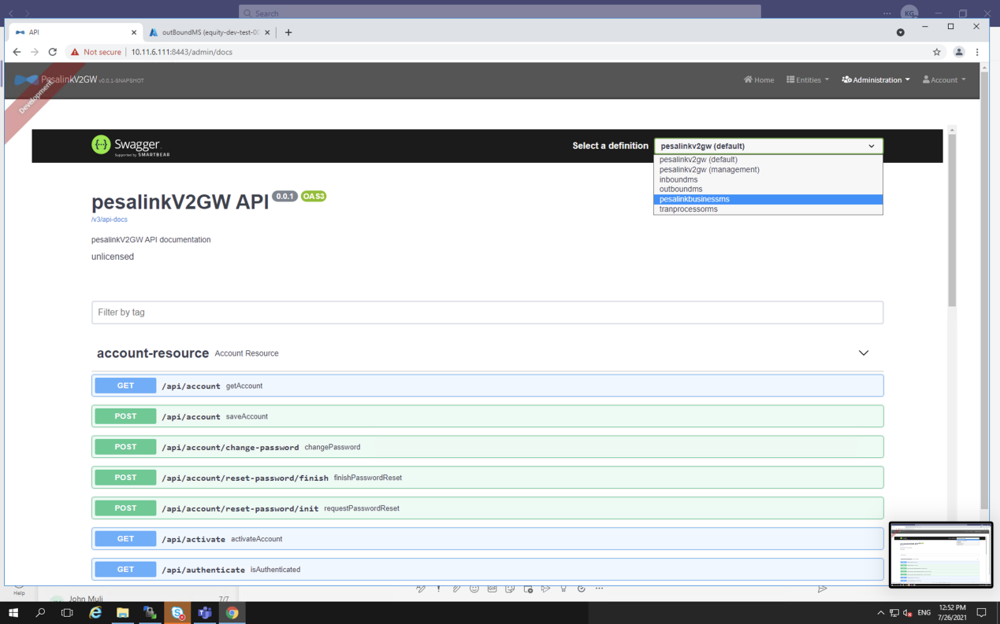 Search
KG
API
outBoundMS (equity-dev-test-00
Not secure
10.11.6.111:8443/admin/docs
PesalinkV2GW v0.0.1-SNAPSHOT
Development
Home
Entities
Administration
Account
Swagger
Supported by SMARTBEAR
Select a definition
pesalinkv2gw (default)
pesalinkv2gw (default)
pesalinkv2gw (management)
inboundms
outboundms
pesalinkbusinessms
tranprocessorms
pesalinkV2GW API 0.0.1 OAS3
/v3/api-docs
pesalinkV2GW API documentation
unlicensed
Filter by tag
account-resource Account Resource
GET /api/account getAccount
POST /api/account saveAccount
POST /api/account/change-password changePassword
POST /api/account/reset-password/finish finishPasswordReset
POST /api/account/reset-password/init requestPasswordReset
GET /api/activate activateAccount
GET /api/authenticate isAuthenticated
Help
John Muli
7/7
ENG
12:52 PM
7/26/2021